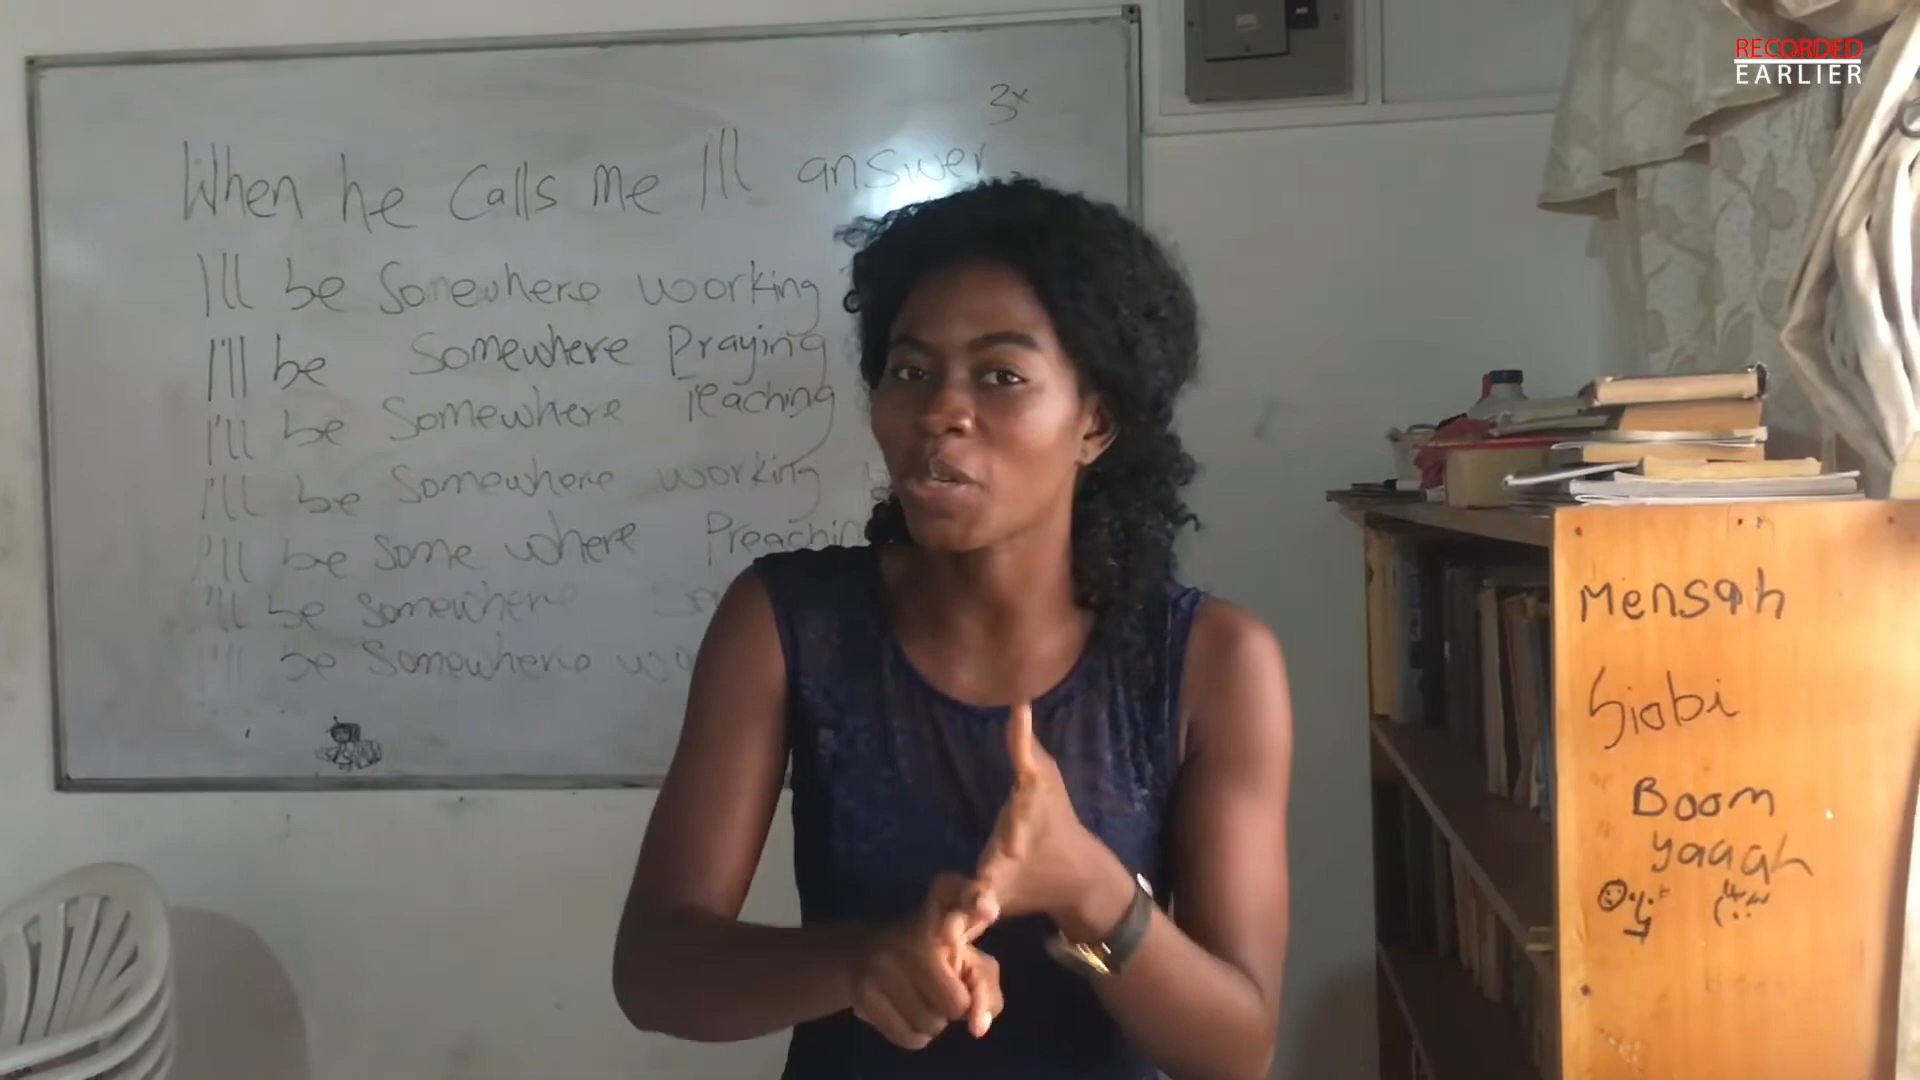 3x
When he Calls me I'll answer
I'll be Somewhere working
I'll be Somewhere Praying
I'll be Somewhere Teaching
I'll be Somewhere working
I'll be Some where Preachin
I'll be somewhere
I'll be Somewhere
RECORDED
EARLIER
Mensah
Siabi
Boom
yaaah